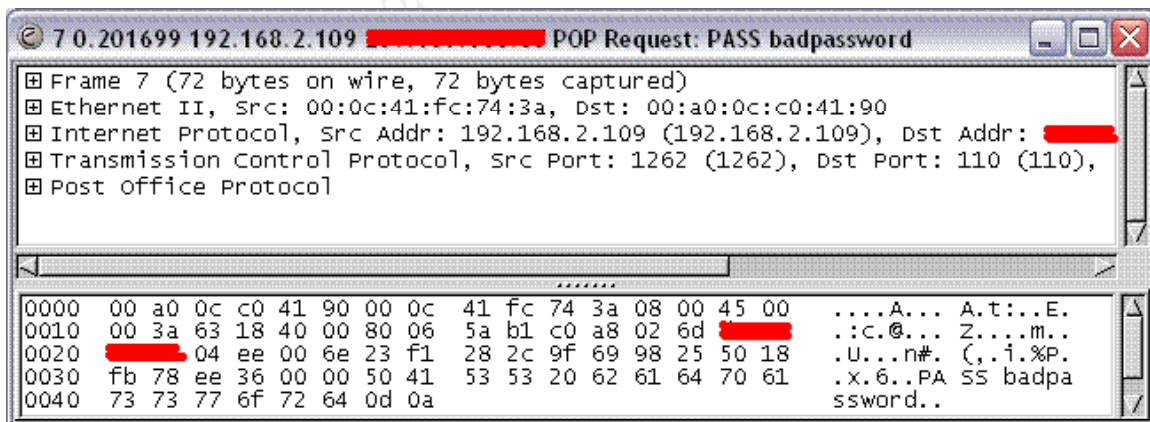 7 0.201699 192.168.2.109 POP Request: PASS badpassword
Frame 7 (72 bytes on wire, 72 bytes captured)
Ethernet II, Src: 00:0c:41:fc:74:3a, Dst: 00:a0:0c:c0:41:90
Internet Protocol, Src Addr: 192.168.2.109 (192.168.2.109), Dst Addr:
Transmission Control Protocol, Src Port: 1262 (1262), Dst Port: 110 (110),
Post Office Protocol
0000 00 a0 0c c0 41 90 00 0c 41 fc 74 3a 08 00 45 00 ....A... A.t:..E.
0010 00 3a 63 18 40 00 80 06 5a b1 c0 a8 02 6d .:c.@... Z....m..
0020 04 ee 00 6e 23 f1 28 2c 9f 69 98 25 50 18 .U...n#. (,.i.%P.
0030 fb 78 ee 36 00 00 50 41 53 53 20 62 61 64 70 61 .x.6..PA SS badpa
0040 73 73 77 6f 72 64 0d 0a ssword..